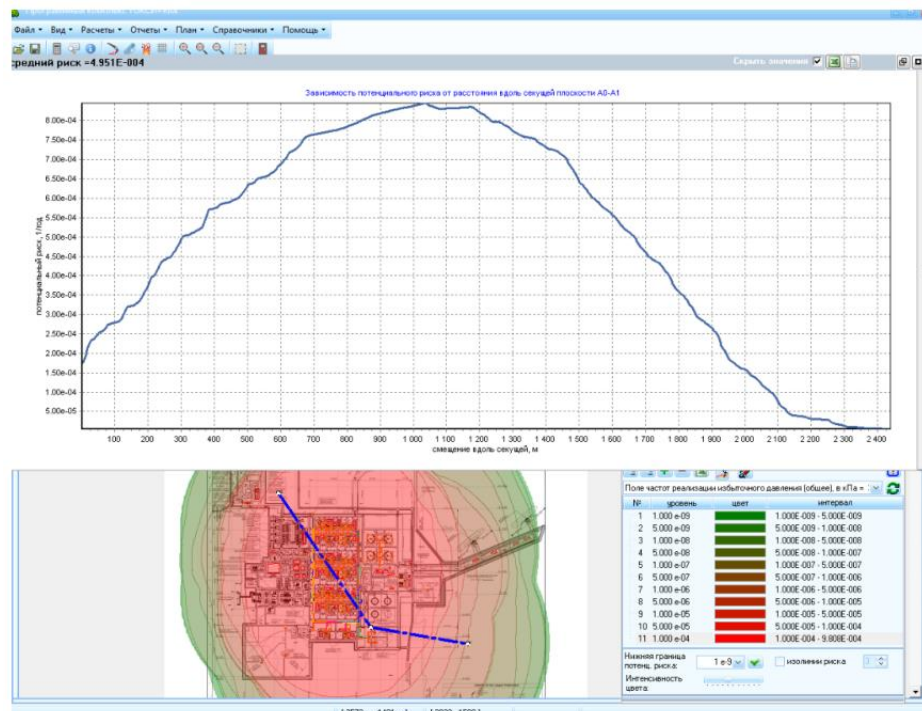 Файл Вид Расчеты Отчеты План Справочники Помощь
средний риск =4.951E-004
Скрыть значения
Зависимость потенциального риска от расстояния вдоль секущей плоскости A0-A1
потенциальный риск, 1/год
8.00e-04
7.50e-04
7.00e-04
6.50e-04
6.00e-04
5.50e-04
5.00e-04
4.50e-04
4.00e-04
3.50e-04
3.00e-04
2.50e-04
2.00e-04
1.50e-04
1.00e-04
5.00e-05
100 200 300 400 500 600 700 800 900 1 000 1 100 1 200 1 300 1 400 1 500 1 600 1 700 1 800 1 900 2 000 2 100 2 200 2 300 2 400
смещение вдоль секущей, м
Поле частот реализации избыточного давления (общее), в кПа =
№ уровень цвет интервал
1 1.000 e-09 1.000E-009 - 5.000E-009
2 5.000 e-09 5.000E-009 - 1.000E-008
3 1.000 e-08 1.000E-008 - 5.000E-008
4 5.000 e-08 5.000E-008 - 1.000E-007
5 1.000 e-07 1.000E-007 - 5.000E-007
6 5.000 e-07 5.000E-007 - 1.000E-006
7 1.000 e-06 1.000E-006 - 5.000E-006
8 5.000 e-06 5.000E-006 - 1.000E-005
9 1.000 e-05 1.000E-005 - 5.000E-005
10 5.000 e-05 5.000E-005 - 1.000E-004
11 1.000 e-04 1.000E-004 - 9.800E-004
Нижняя граница
потенц. риска: 1 e-9 изолинии риска 3
Интенсивность
цвета: